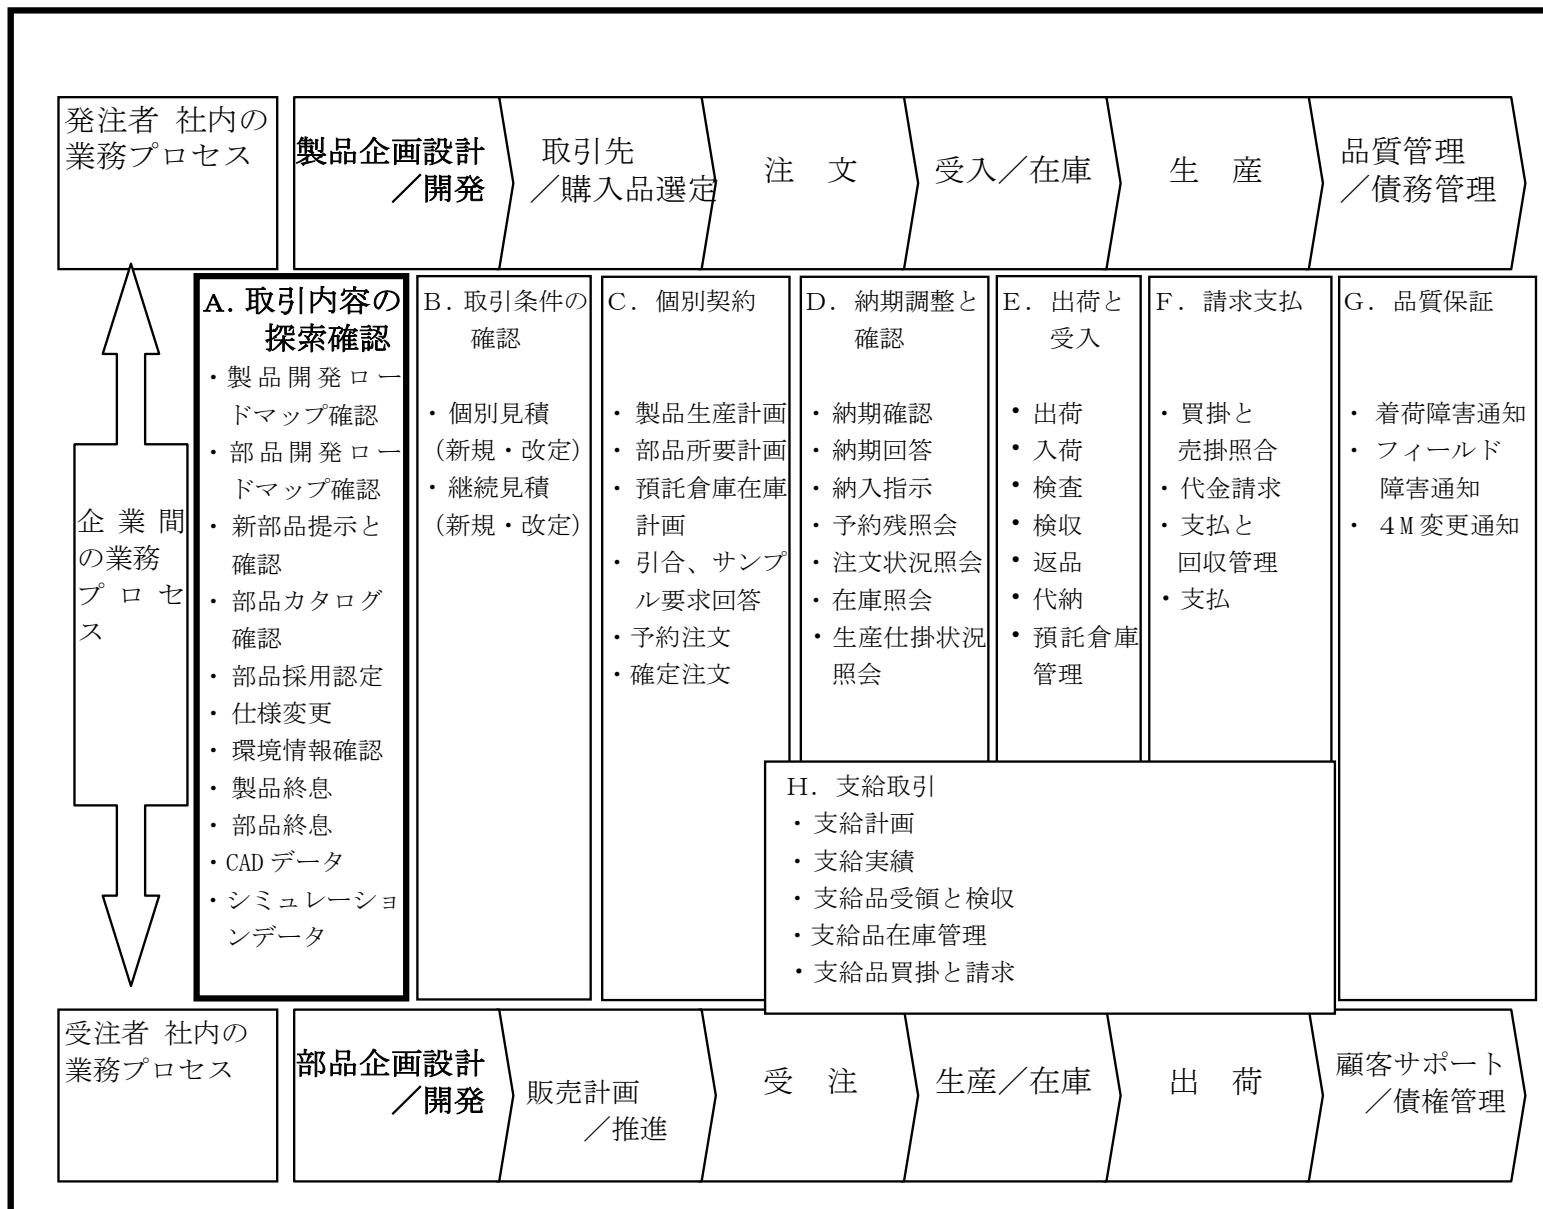 発注者 社内の
業務プロセス
製品企画設計
／開発
取引先
／購入品選定
注 文
受入／在庫
生 産
品質管理
／債務管理
企業間
の業務
プロセ
ス
A. 取引内容の
探索確認
・製品開発ロー
ドマップ確認
・部品開発ロー
ドマップ確認
・新部品提示と
確認
・部品カタログ
確認
・部品採用認定
・仕様変更
・環境情報確認
・製品終息
・部品終息
・CADデータ
・シミュレーショ
ンデータ
B. 取引条件の
確認
・個別見積
(新規・改定)
・継続見積
(新規・改定)
C. 個別契約
・製品生産計画
・部品所要計画
・預託倉庫在庫
計画
・引合、サンプ
ル要求回答
・予約注文
・確定注文
D. 納期調整と
確認
・納期確認
・納期回答
・納入指示
・予約残照会
・注文状況照会
・在庫照会
・生産仕掛状況
照会
E. 出荷と
受入
・出荷
・入荷
・検査
・検収
・返品
・代納
・預託倉庫
管理
F. 請求支払
・買掛と
売掛照合
・代金請求
・支払と
回収管理
・支払
G. 品質保証
・着荷障害通知
・フィールド
障害通知
・4M変更通知
H. 支給取引
・支給計画
・支給実績
・支給品受領と検収
・支給品在庫管理
・支給品買掛と請求
受注者 社内の
業務プロセス
部品企画設計
／開発
販売計画
／推進
受 注
生産／在庫
出 荷
顧客サポート
／債権管理